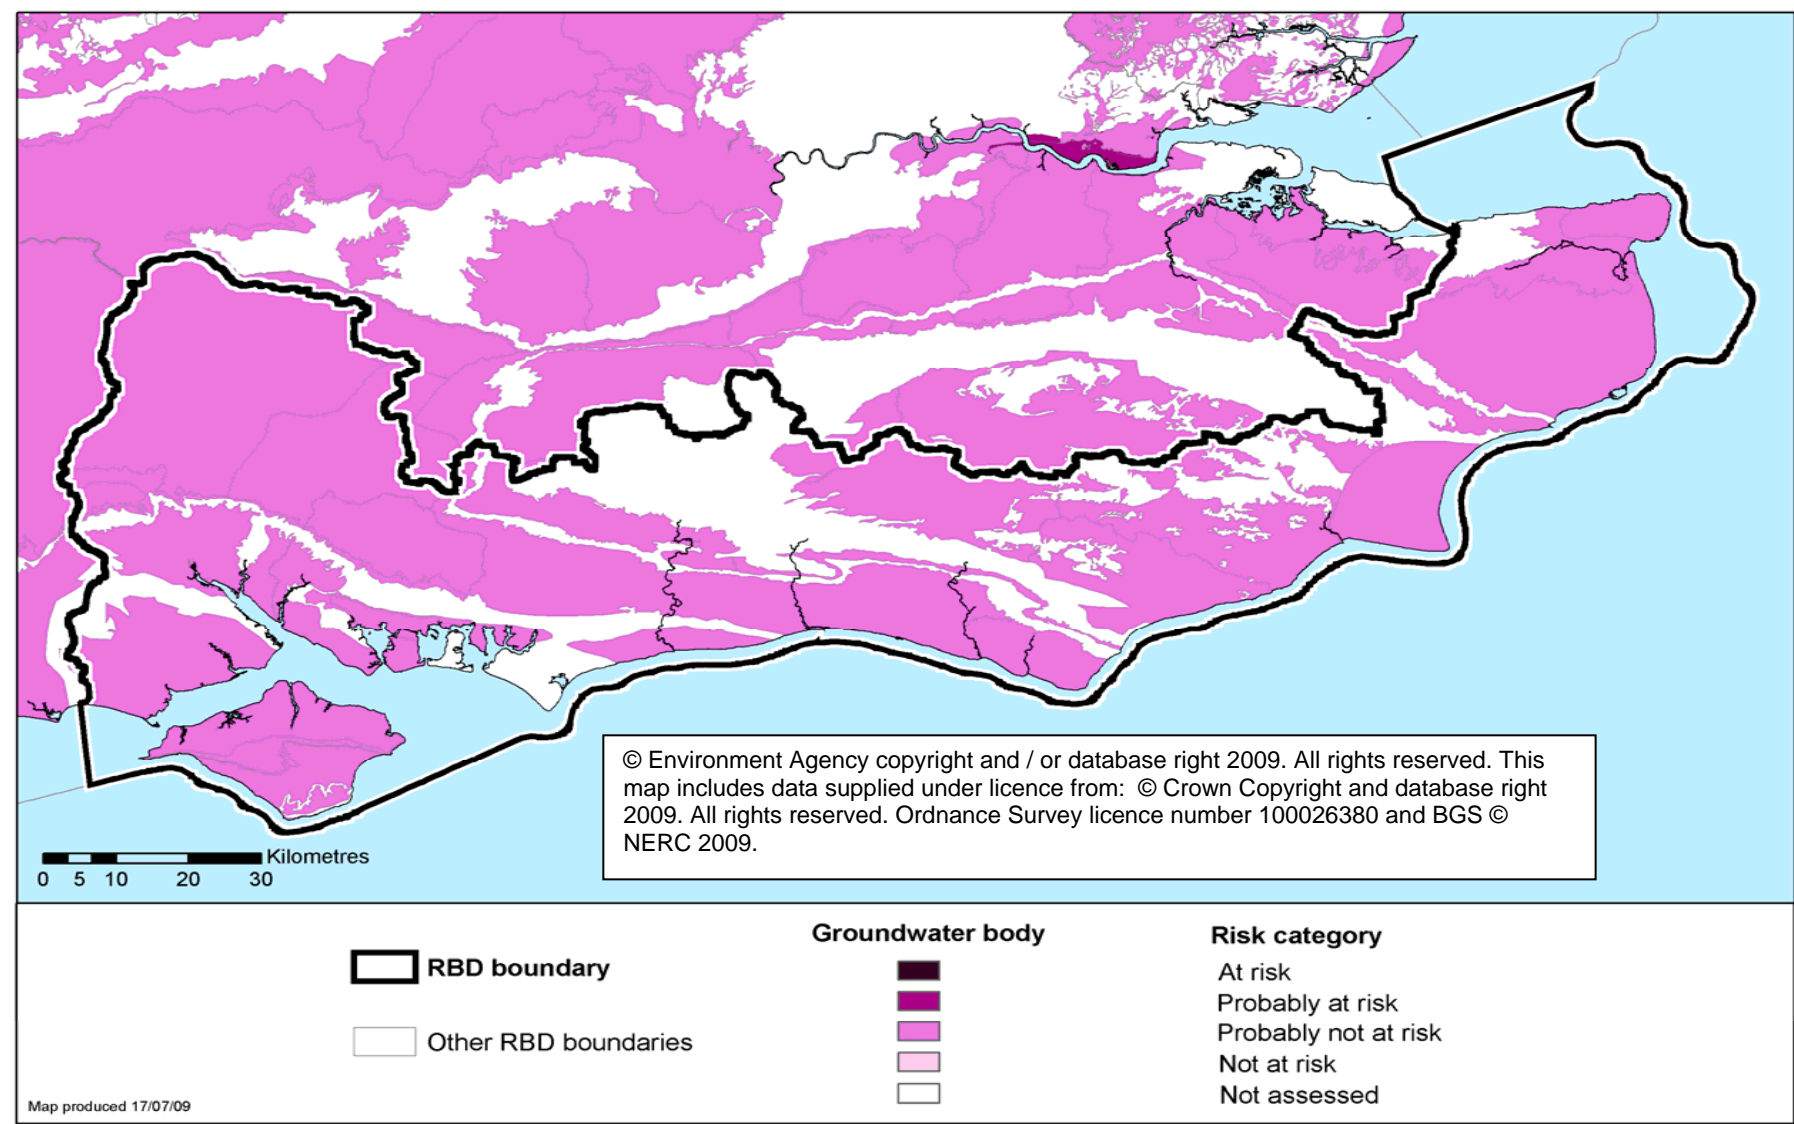 © Environment Agency copyright and / or database right 2009. All rights reserved. This
map includes data supplied under licence from:  © Crown Copyright and database right
2009. All rights reserved. Ordnance Survey licence number 100026380 and BGS ©
NERC 2009.
Kilometres
0 5 10 20 30
Groundwater body
Risk category
RBD boundary
At risk
Probably at risk
Probably not at risk
Other RBD boundaries
Not at risk
Not assessed
Map produced 17/07/09